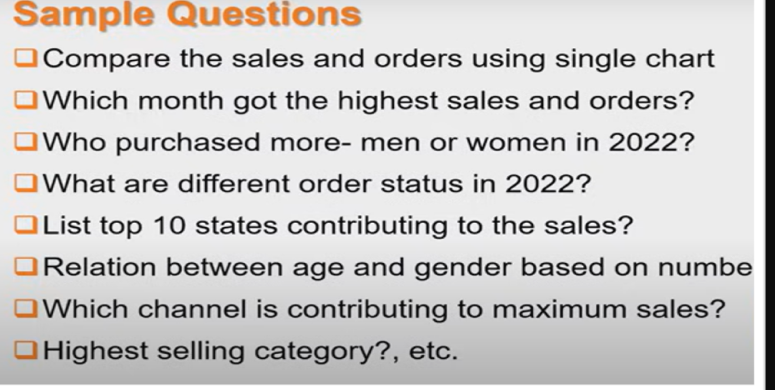 Sample Questions
Compare the sales and orders using single chart
Which month got the highest sales and orders?
Who purchased more- men or women in 2022?
What are different order status in 2022?
List top 10 states contributing to the sales?
Relation between age and gender based on numbe
Which channel is contributing to maximum sales?
Highest selling category?, etc.